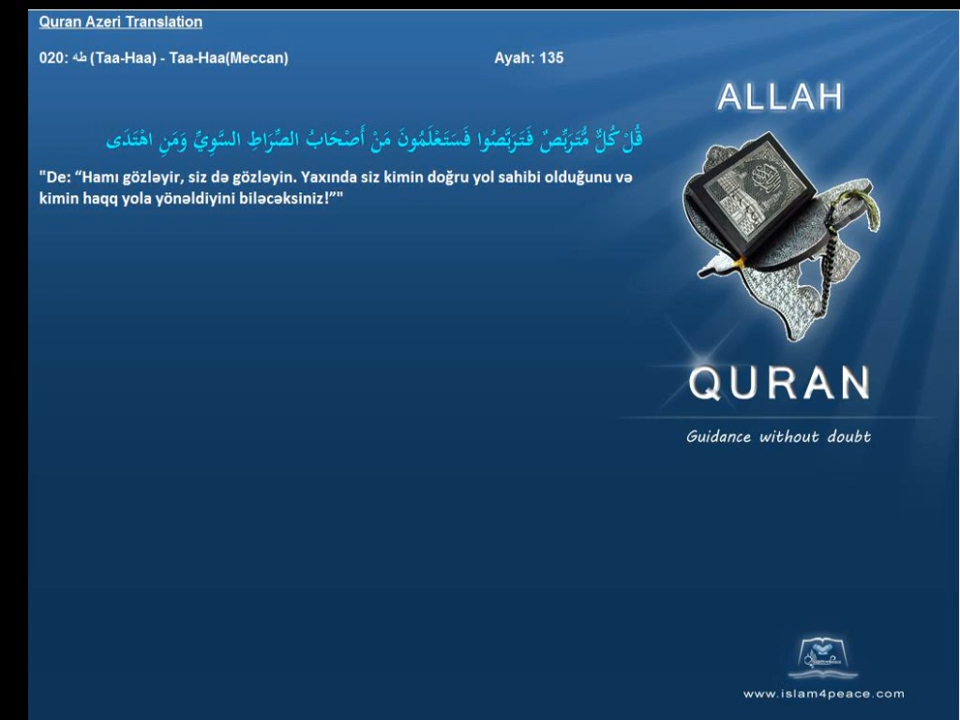 Quran Azeri Translation
020: طه (Taa-Haa) - Taa-Haa(Meccan) Ayah: 135
قُلْ كُلٌّ مُّتَرَبِّصٌ فَتَرَبَّصُوا فَسَتَعْلَمُونَ مَنْ أَصْحَابُ الصِّرَاطِ السَّوِيِّ وَمَنِ اهْتَدَى
"De: “Hamı gözləyir, siz də gözləyin. Yaxında siz kimin doğru yol sahibi olduğunu və
kimin haqq yola yönəldiyini biləcəksiniz!”"
ALLAH
QURAN
Guidance without doubt
www.islam4peace.com